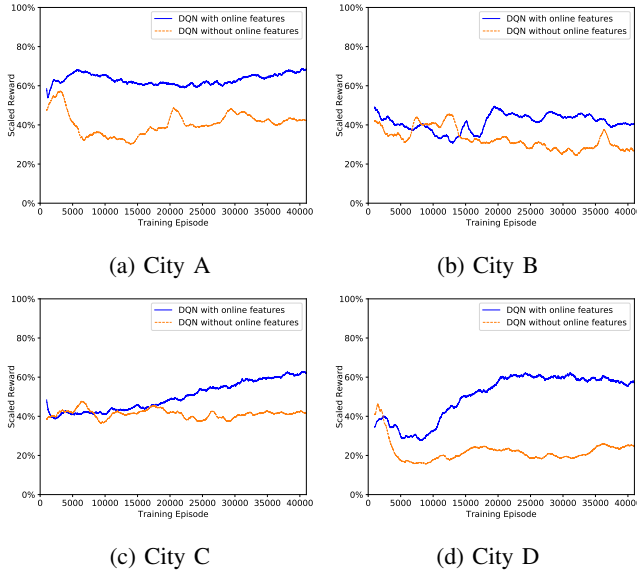 100%
80%
60%
40%
20%
0%
Scaled Reward
DQN with online features
DQN without online features
0 5000 10000 15000 20000 25000 30000 35000 40000
Training Episode
(a) City A
100%
80%
60%
40%
20%
0%
Scaled Reward
DQN with online features
DQN without online features
0 5000 10000 15000 20000 25000 30000 35000 40000
Training Episode
(b) City B
100%
80%
60%
40%
20%
0%
Scaled Reward
DQN with online features
DQN without online features
0 5000 10000 15000 20000 25000 30000 35000 40000
Training Episode
(c) City C
100%
80%
60%
40%
20%
0%
Scaled Reward
DQN with online features
DQN without online features
0 5000 10000 15000 20000 25000 30000 35000 40000
Training Episode
(d) City D